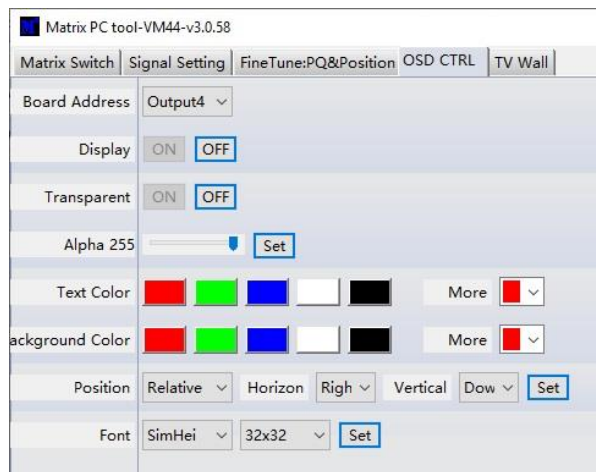 Matrix PC tool-VM44-v3.0.58
Matrix Switch Signal Setting FineTune:PQ&Position OSD CTRL TV Wall
Board Address Output4
Display ON OFF
Transparent ON OFF
Alpha 255 Set
Text Color More
ackground Color More
Position Relative Horizon Righ Vertical Dow Set
Font SimHei 32x32 Set